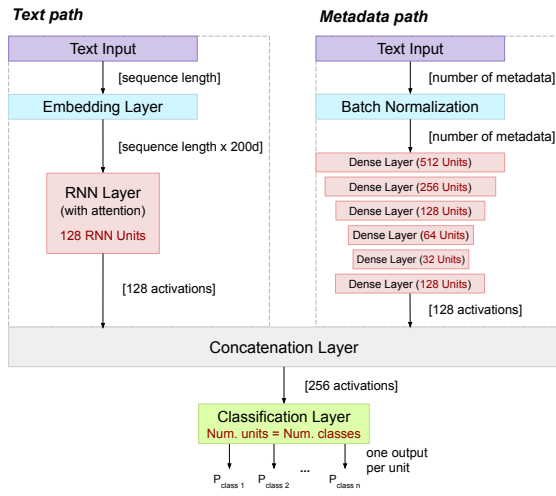 Text path
Text Input
[sequence length]
Embedding Layer
[sequence length x 200d]
RNN Layer
(with attention)
128 RNN Units
[128 activations]
Metadata path
Text Input
[number of metadata]
Batch Normalization
[number of metadata]
Dense Layer (512 Units)
Dense Layer (256 Units)
Dense Layer (128 Units)
Dense Layer (64 Units)
Dense Layer (32 Units)
Dense Layer (128 Units)
[128 activations]
Concatenation Layer
[256 activations]
Classification Layer
Num. units = Num. classes
one output
per unit
...
P class 1 P class 2 P class n